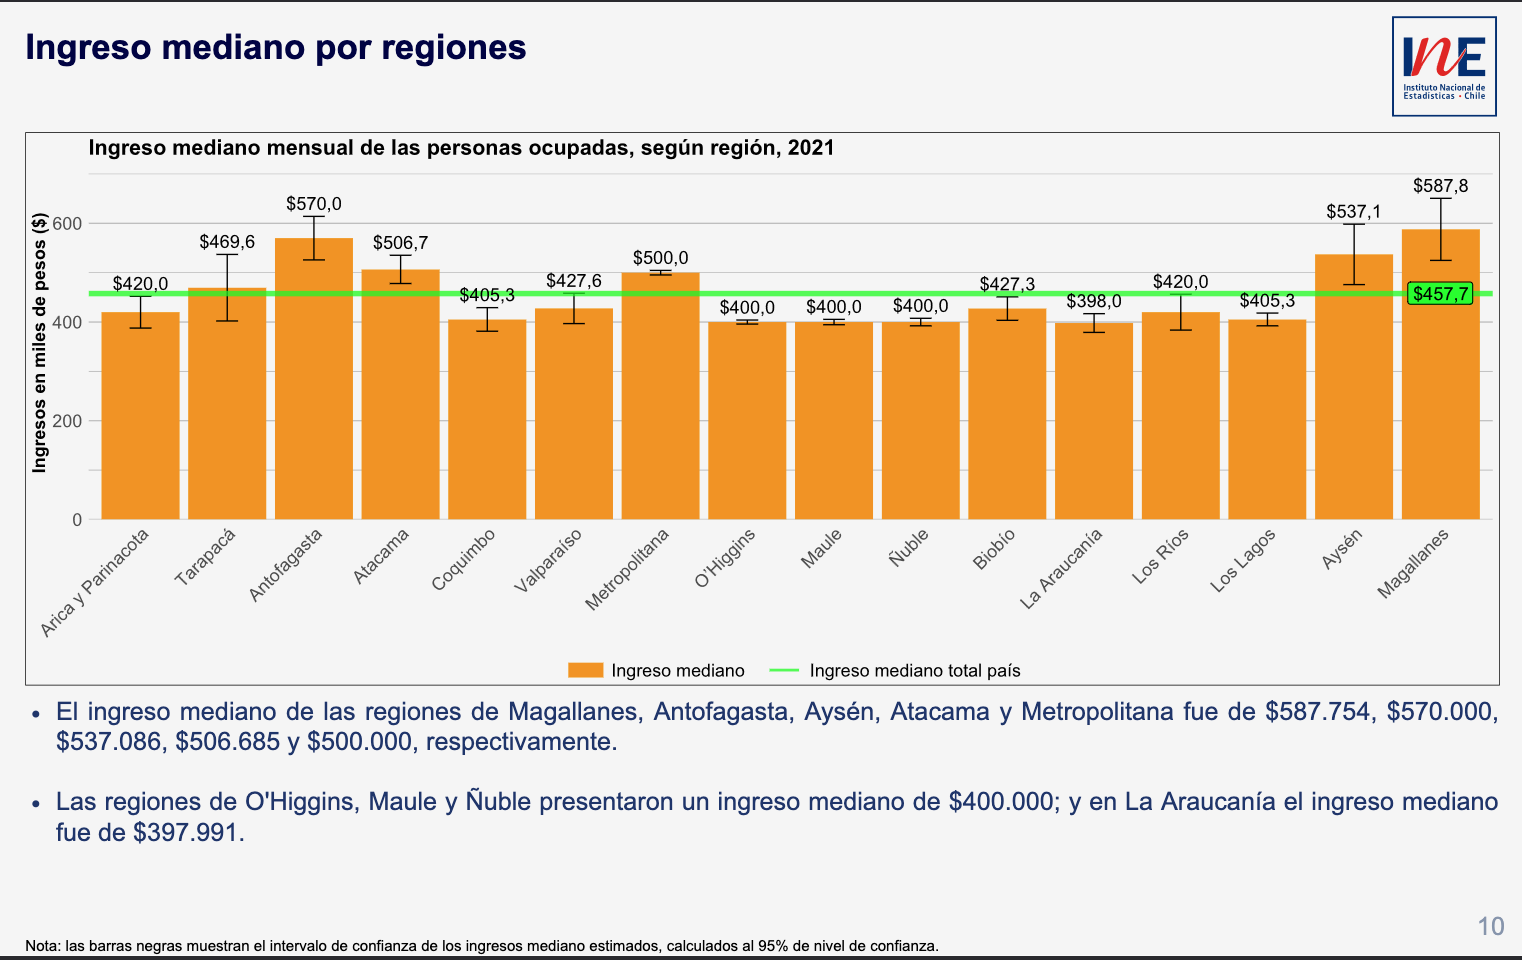 Ingreso mediano por regiones
INE
Instituto Nacional de
Estadísticas • Chile
Ingreso mediano mensual de las personas ocupadas, según región, 2021
Ingresos en miles de pesos ($)
600
400
200
0
$420,0
$469,6
$570,0
$506,7
$405,3
$427,6
$500,0
$400,0
$400,0
$400,0
$427,3
$398,0
$420,0
$405,3
$537,1
$587,8
$457,7
Arica y Parinacota
Tarapacá
Antofagasta
Atacama
Coquimbo
Valparaíso
Metropolitana
O'Higgins
Maule
Ñuble
Biobío
La Araucanía
Los Ríos
Los Lagos
Aysén
Magallanes
Ingreso mediano
Ingreso mediano total país
• El ingreso mediano de las regiones de Magallanes, Antofagasta, Aysén, Atacama y Metropolitana fue de $587.754, $570.000,
$537.086, $506.685 y $500.000, respectivamente.
• Las regiones de O'Higgins, Maule y Ñuble presentaron un ingreso mediano de $400.000; y en La Araucanía el ingreso mediano
fue de $397.991.
10
Nota: las barras negras muestran el intervalo de confianza de los ingresos mediano estimados, calculados al 95% de nivel de confianza.